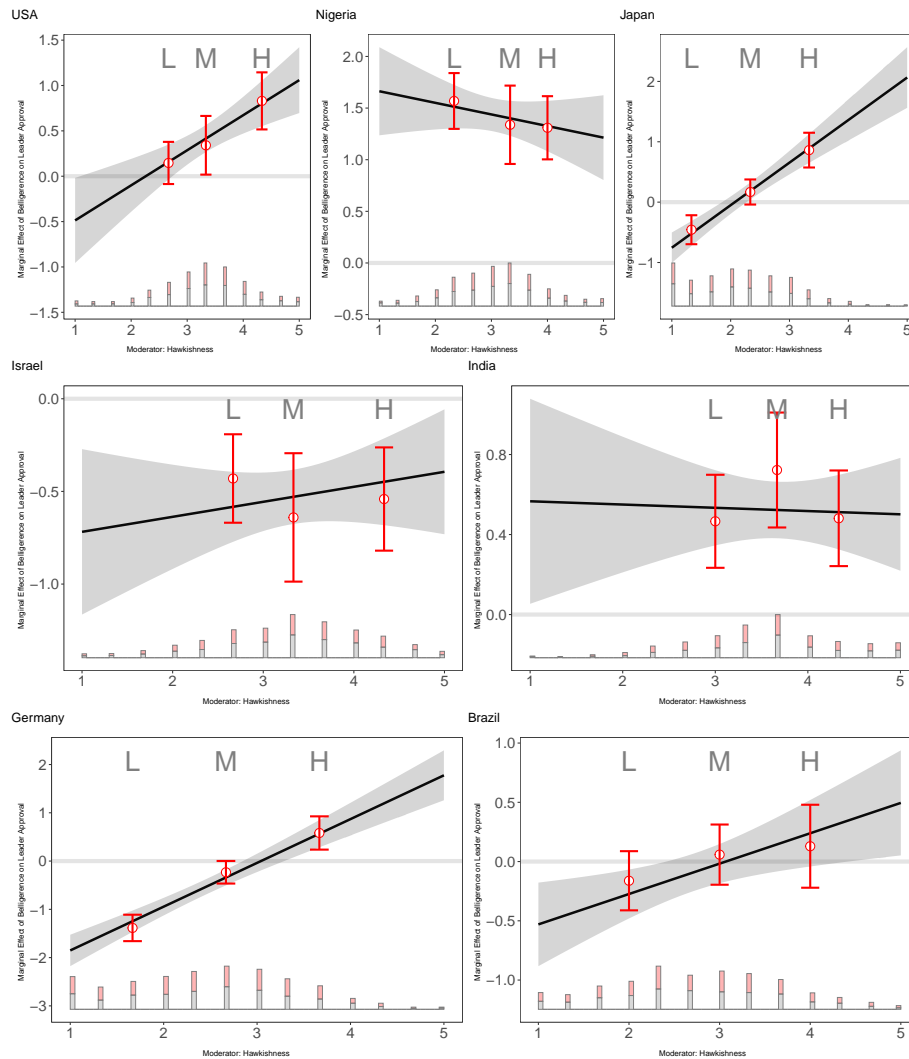 USA
Nigeria
Japan
Marginal Effect of Belligerence on Leader Approval
1.5
1.0
0.5
0.0
−0.5
−1.0
−1.5
L M H
1 2 3 4 5
Moderator: Hawkishness
Marginal Effect of Belligerence on Leader Approval
2.0
1.5
1.0
0.5
0.0
−0.5
L M H
1 2 3 4 5
Moderator: Hawkishness
Marginal Effect of Belligerence on Leader Approval
2
1
0
−1
L M H
1 2 3 4 5
Moderator: Hawkishness
Israel
India
Marginal Effect of Belligerence on Leader Approval
0.0
−0.5
−1.0
L M H
1 2 3 4 5
Moderator: Hawkishness
Marginal Effect of Belligerence on Leader Approval
0.8
0.4
0.0
L M H
1 2 3 4 5
Moderator: Hawkishness
Germany
Brazil
Marginal Effect of Belligerence on Leader Approval
2
1
0
−1
−2
−3
L M H
1 2 3 4 5
Moderator: Hawkishness
Marginal Effect of Belligerence on Leader Approval
1.0
0.5
0.0
−0.5
−1.0
L M H
1 2 3 4 5
Moderator: Hawkishness